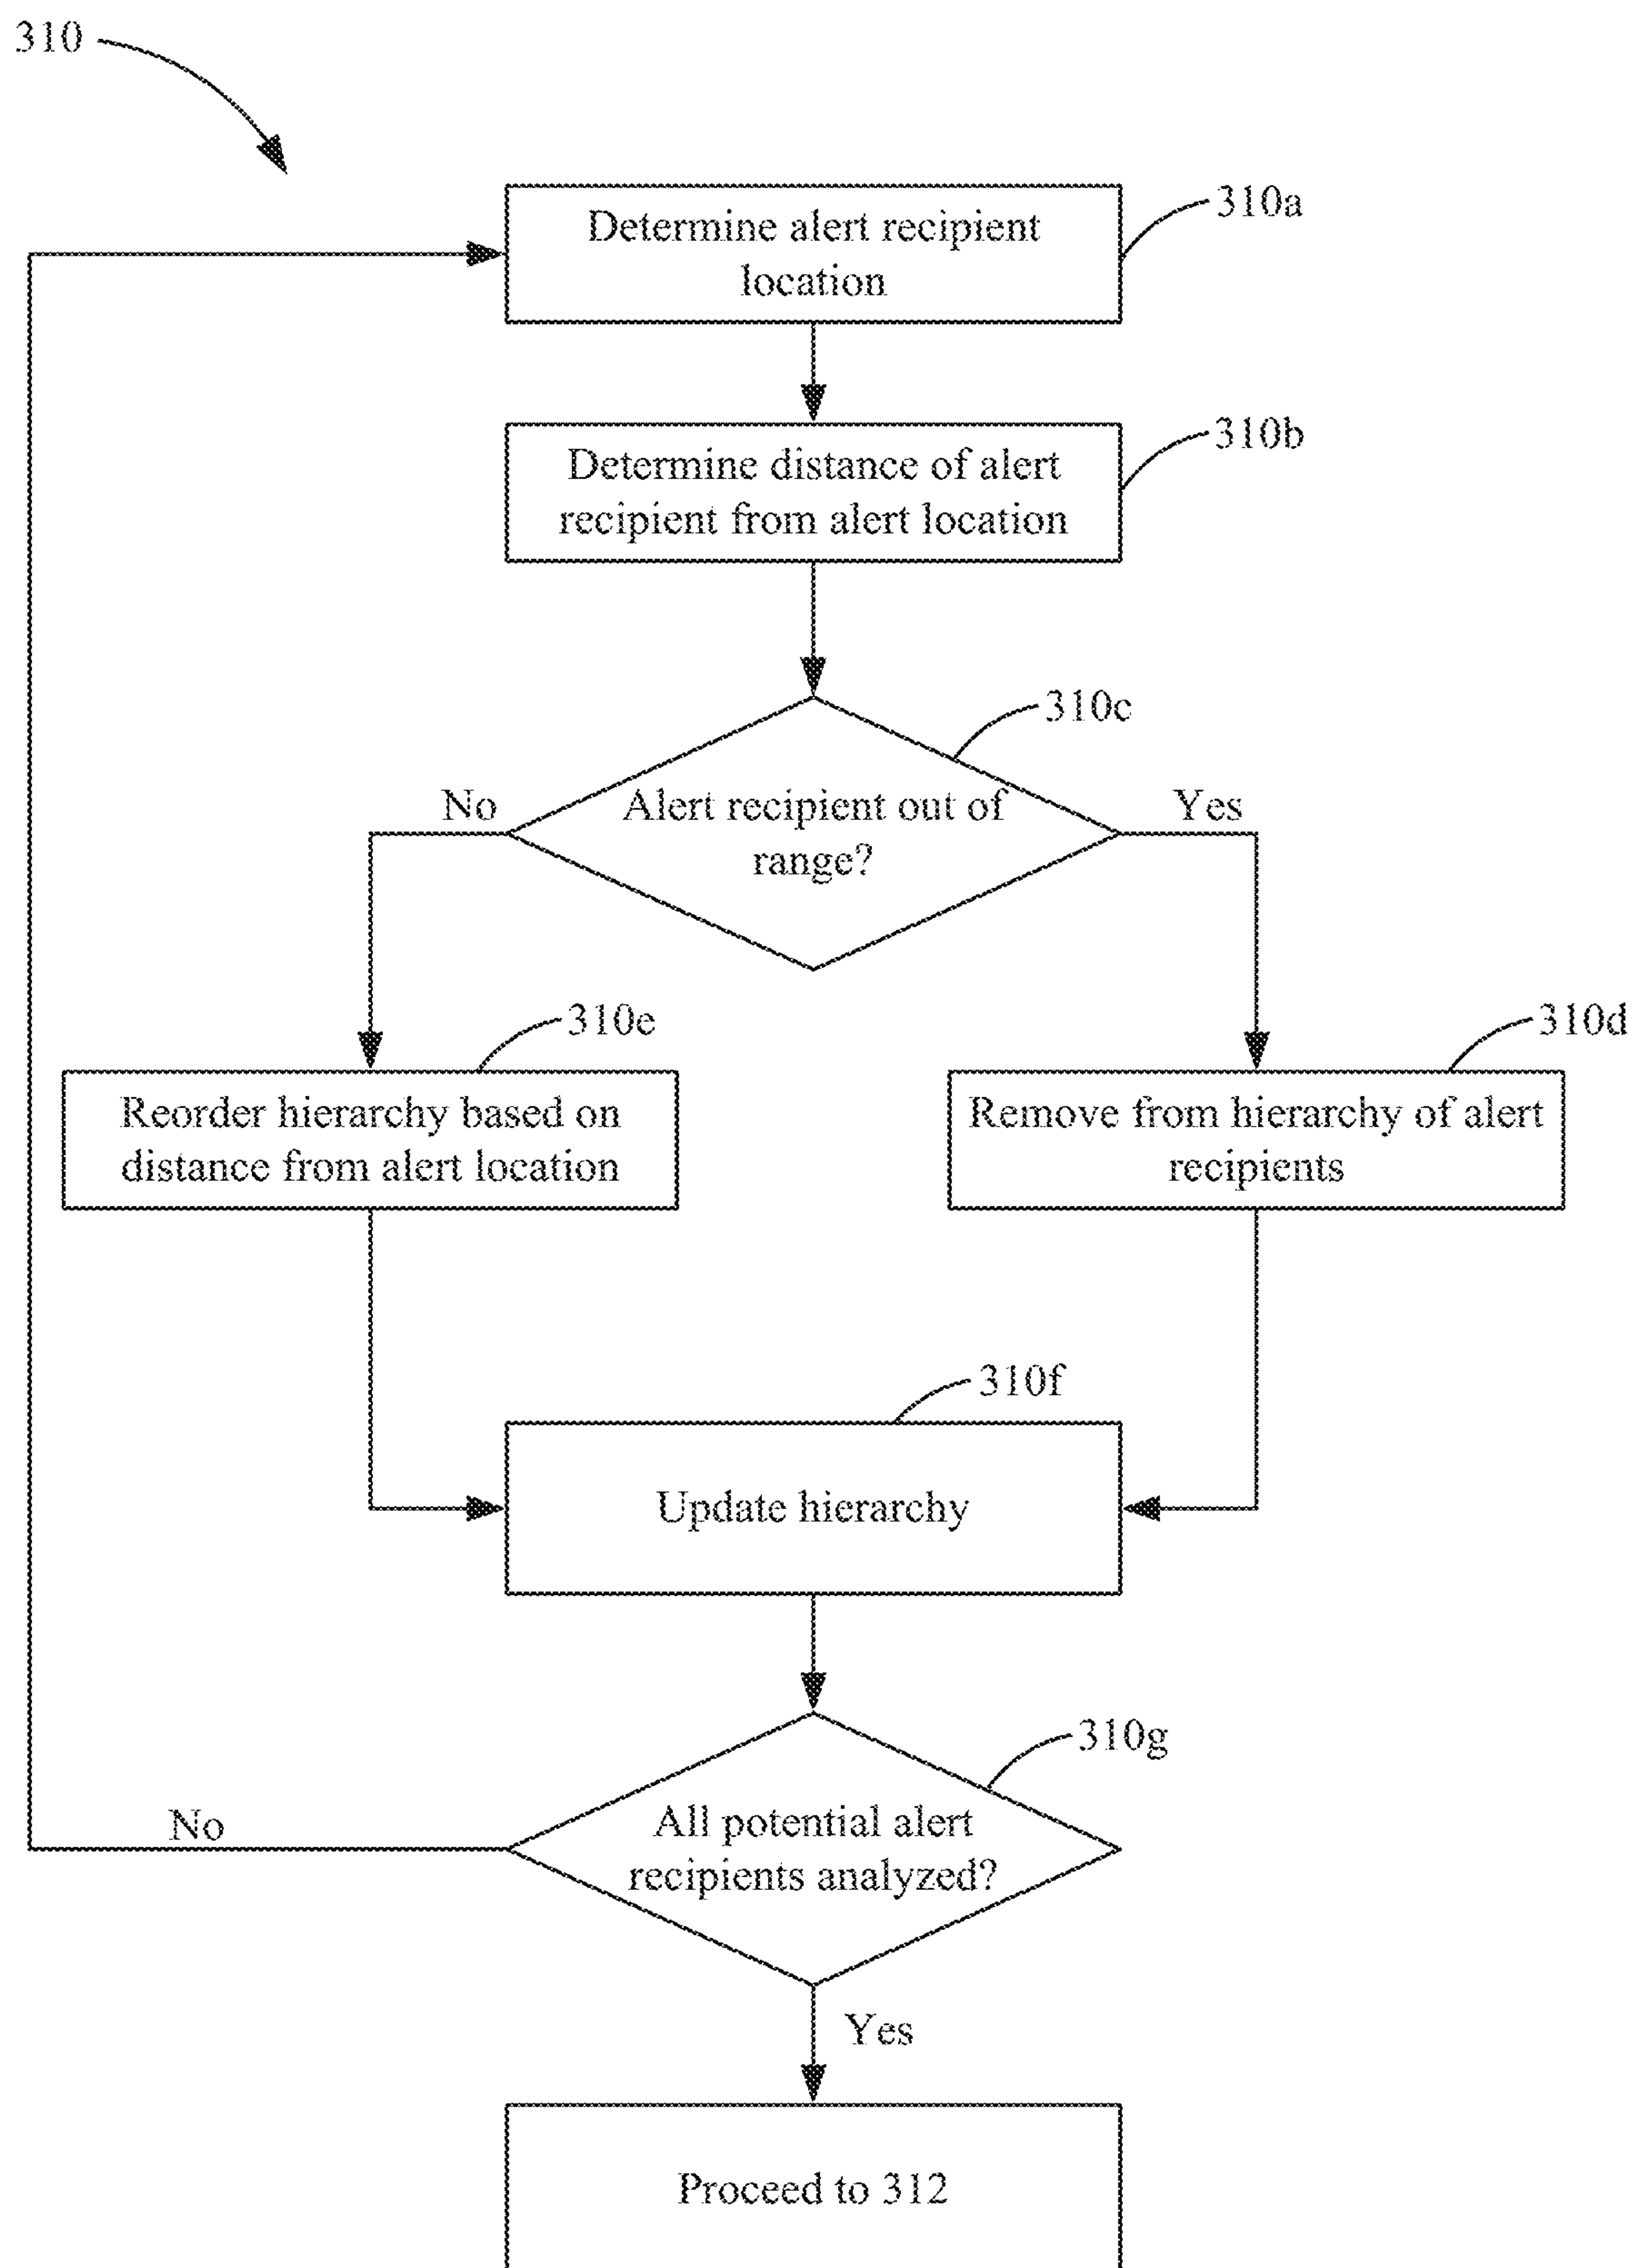 310
Determine alert recipient
location
310a
Determine distance of alert
recipient from alert location
310b
310c
No
Alert recipient out of
range?
Yes
310e
310d
Reorder hierarchy based on
distance from alert location
Remove from hierarchy of alert
recipients
310f
Update hierarchy
310g
All potential alert
recipients analyzed?
No
Yes
Proceed to 312